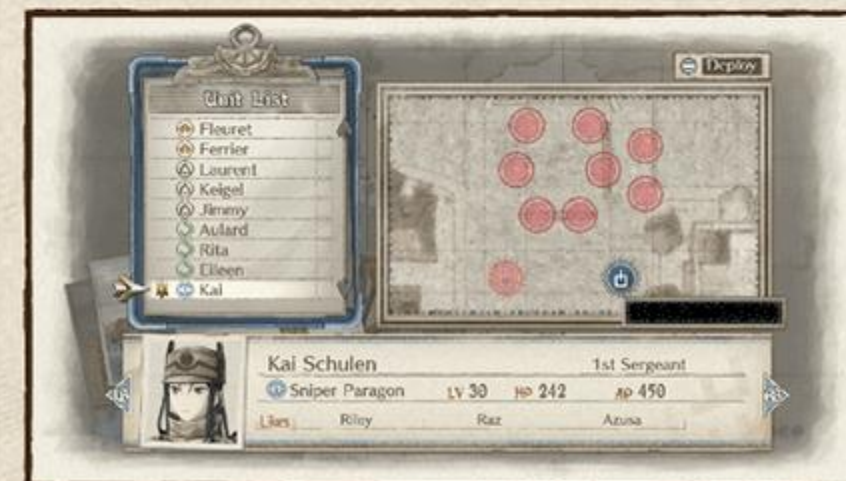 Deploy
Unit List
Fleuret
Ferrier
Laurent
Keigel
Jimmy
Aulard
Rita
Eileen
Kai
Kai Schulen 1st Sergeant
Sniper Paragon LV 30 HP 242 AP 450
Likes Riley Raz Azusa